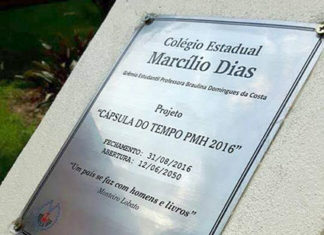 Colégio Estadual
Marcílio Dias
Grêmio Estudantil Professora Braulina Domingues da Costa
Projeto
"CÁPSULA DO TEMPO PMH 2016"
FECHAMENTO: 31/08/2016
ABERTURA: 12/06/2050
"Um país se faz com homens e livros"
Monteiro Lobato